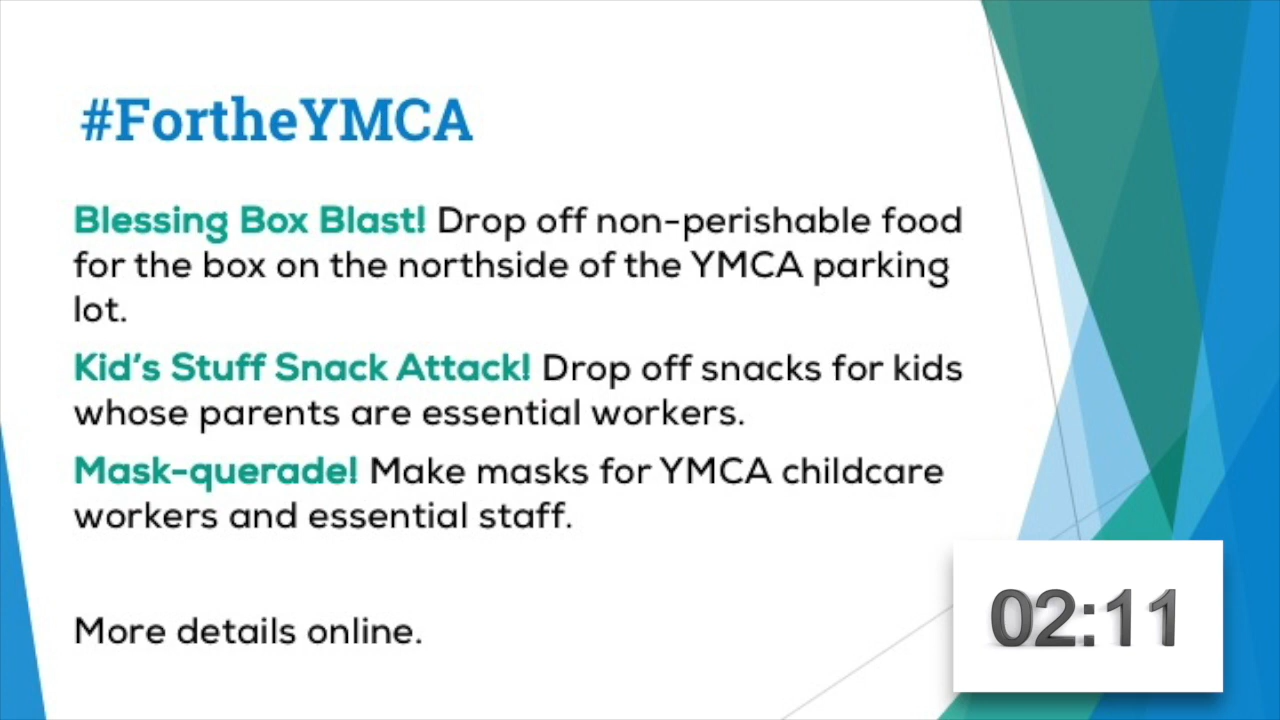 #FortheYMCA
Blessing Box Blast! Drop off non-perishable food
for the box on the northside of the YMCA parking
lot.
Kid's Stuff Snack Attack! Drop off snacks for kids
whose parents are essential workers.
Mask-querade! Make masks for YMCA childcare
workers and essential staff.
More details online.
02:11